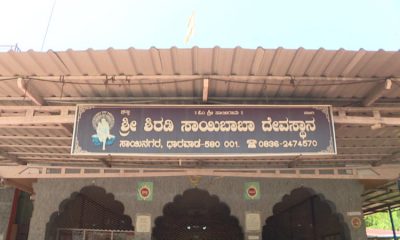 । ಓಂ ಶ್ರೀ ಸಾಯಿರಾಮ ।
ಶ್ರೀ ಶಿರಡಿ ಸಾಯಿಬಾಬಾ ದೇವಸ್ಥಾನ
ಸಾಯಿನಗರ, ಧಾರವಾಡ-580 001. ☎ 0836-2474570